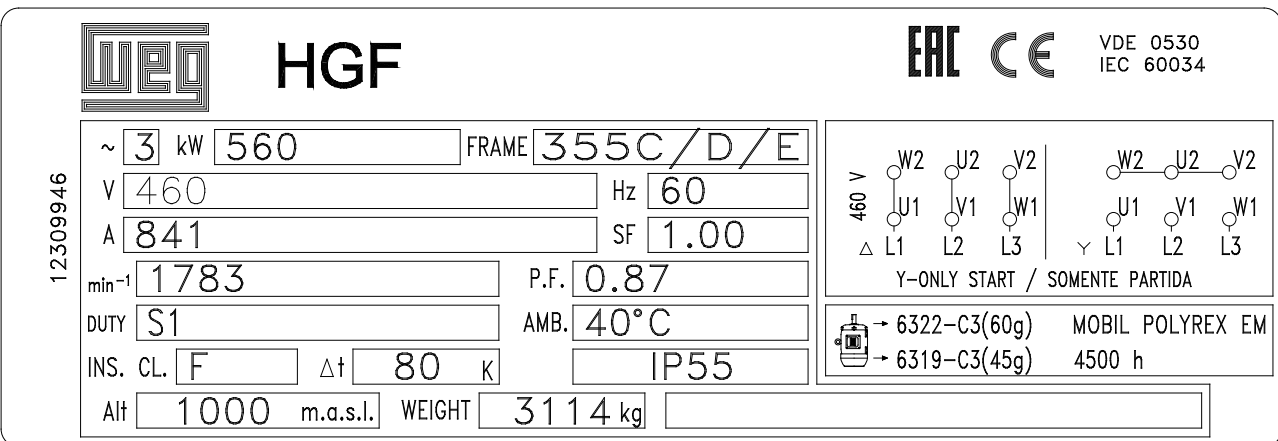 WEG HGF EAC CE VDE 0530
IEC 60034
12309946
~ 3 kW 560 FRAME 355C/D/E
V 460 Hz 60
A 841 SF 1.00
min⁻¹ 1783 P.F. 0.87
DUTY S1 AMB. 40°C
INS. CL. F Δt 80 K IP55
Alt 1000 m.a.s.l. WEIGHT 3114 kg
460 V
W2 U2 V2 W2 U2 V2
U1 V1 W1 U1 V1 W1
Δ L1 L2 L3 Y L1 L2 L3
Y-ONLY START / SOMENTE PARTIDA
→ 6322-C3(60g) MOBIL POLYREX EM
→ 6319-C3(45g) 4500 h